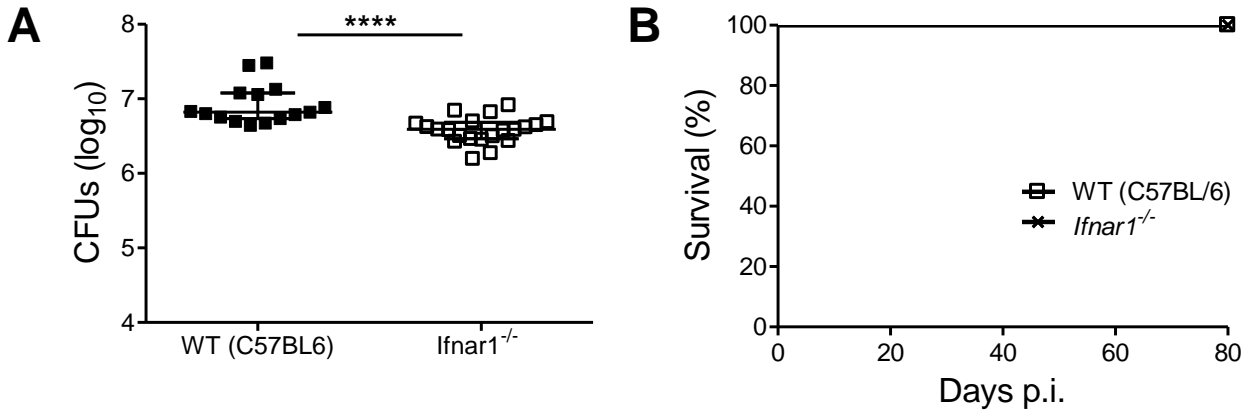 A
8
7
6
5
4
CFUs (log10)
****
WT (C57BL6)
Ifnar1-/-
B
100
80
60
40
20
0
Survival (%)
WT (C57BL/6)
Ifnar1-/-
0 20 40 60 80
Days p.i.